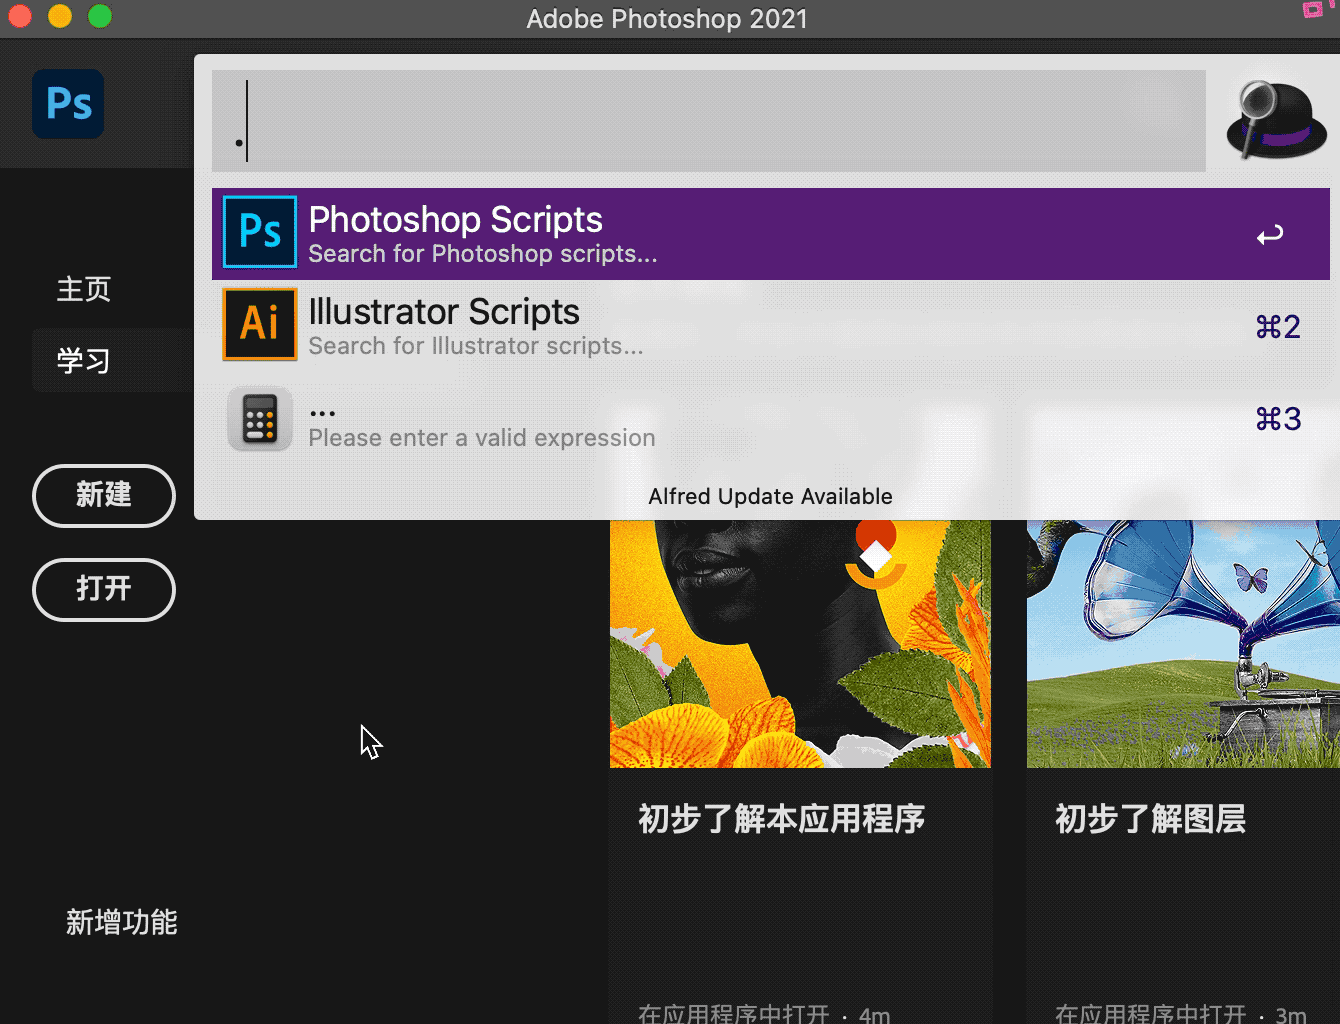 Adobe Photoshop 2021
Ps
.
Ps
Photoshop Scripts
Search for Photoshop scripts...
Ai
Illustrator Scripts
Search for Illustrator scripts...
⌘2
...
Please enter a valid expression
⌘3
Alfred Update Available
主页
学习
新建
打开
新增功能
初步了解本应用程序
在应用程序中打开 · 4m
初步了解图层
在应用程序中打开 · 3m